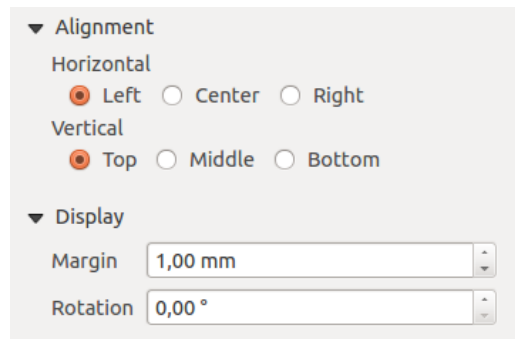 Alignment
Horizontal
Left Center Right
Vertical
Top Middle Bottom
Display
Margin 1,00 mm
Rotation 0,00 °